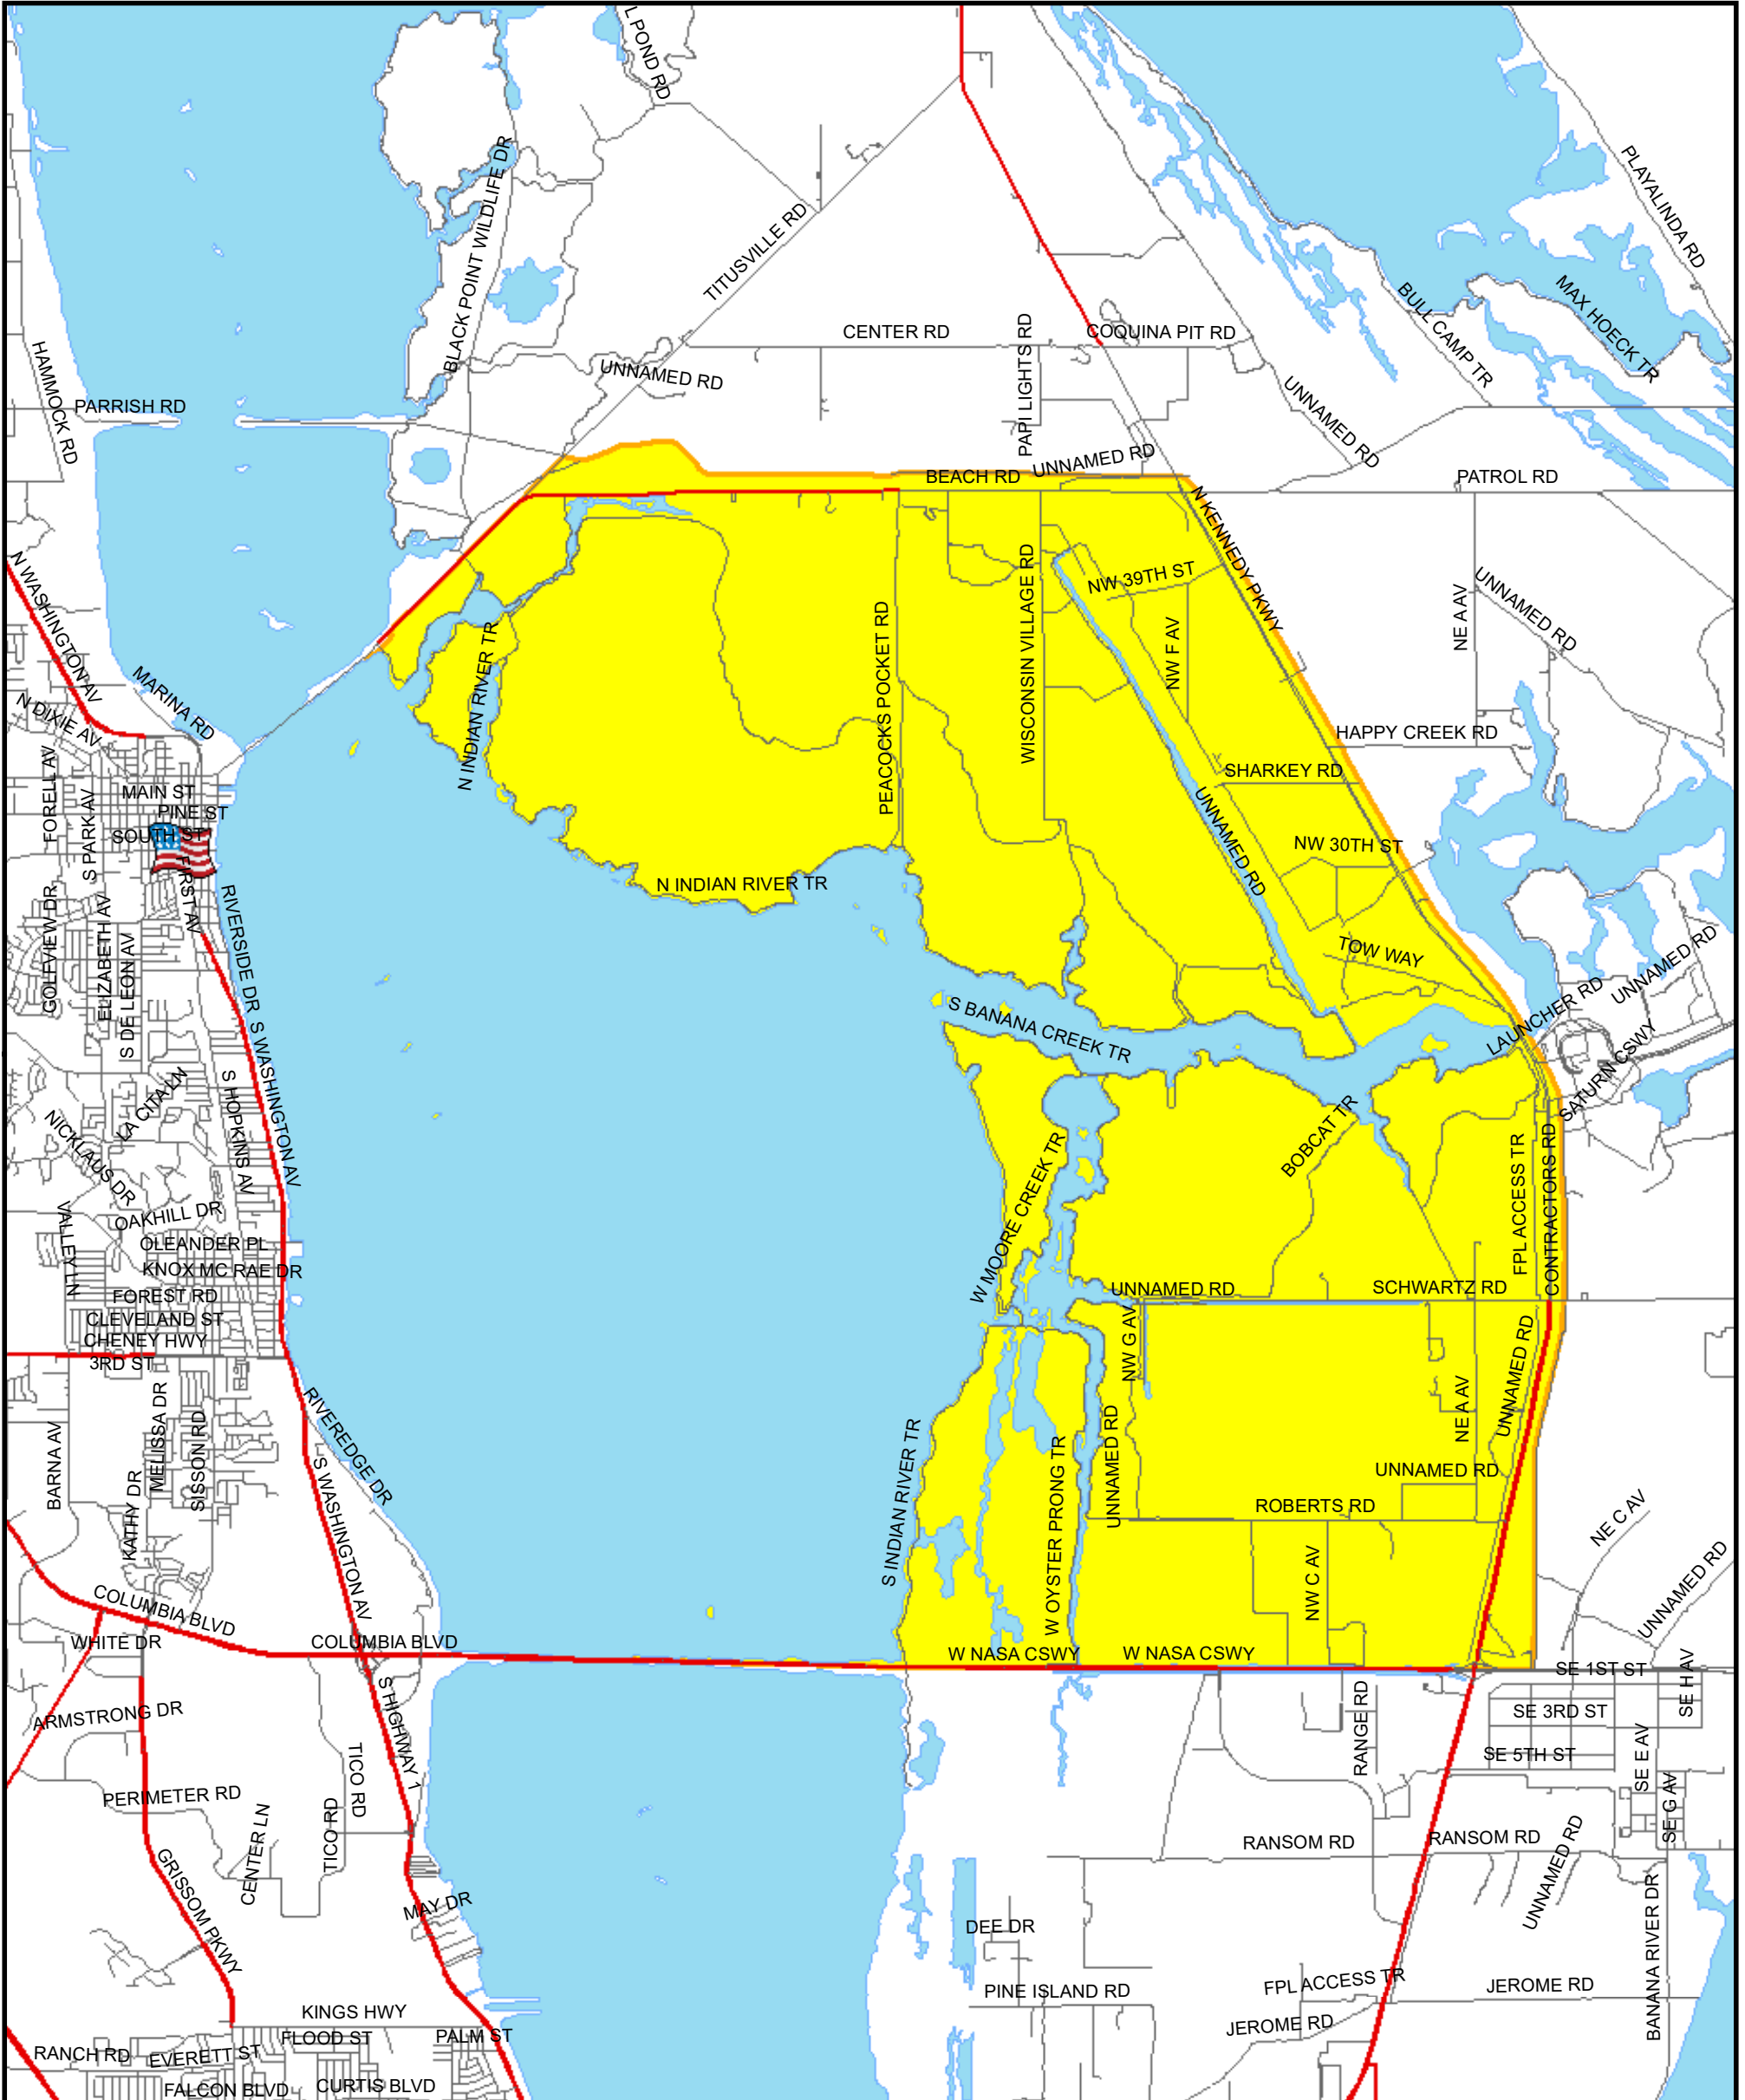 L POND RD
PLAYALINDA RD
BLACK POINT WILDLIFE DR
TITUSVILLE RD
BULL CAMP TR
MAX HOECK TR
CENTER RD
PAPI LIGHTS RD
COQUINA PIT RD
HAMMOCK RD
UNNAMED RD
UNNAMED RD
PARRISH RD
UNNAMED RD
BEACH RD
PATROL RD
N KENNEDY PKWY
N WASHINGTON AV
WISCONSIN VILLAGE RD
NW 39TH ST
NE A AV
UNNAMED RD
PEACOCKS POCKET RD
NW F AV
N INDIAN RIVER TR
MARINA RD
N DIXIE AV
HAPPY CREEK RD
FORELL AV
SHARKEY RD
MAIN ST
S PARK AV
PINE ST
SOUTH ST
UNNAMED RD
NW 30TH ST
FIRST AV
N INDIAN RIVER TR
GOLFVIEW DR
ELIZABETH AV
RIVERSIDE DR
S DE LEON AV
TOW WAY
UNNAMED RD
LAUNCHER RD
S BANANA CREEK TR
SATURN CSWY
S WASHINGTON AV
LA CITA LN
S HOPKINS AV
NICKLAUS DR
BOBCAT TR
W MOORE CREEK TR
FPL ACCESS TR
CONTRACTORS RD
OAKHILL DR
VALLEY LN
OLEANDER PL
KNOX MC RAE DR
UNNAMED RD
SCHWARTZ RD
FOREST RD
CLEVELAND ST
CHENEY HWY
3RD ST
NW G AV
UNNAMED RD
NE A AV
RIVEREDGE DR
MELISSA DR
SISSON RD
BARNA AV
KATHY DR
S INDIAN RIVER TR
W OYSTER PRONG TR
UNNAMED RD
UNNAMED RD
ROBERTS RD
S WASHINGTON AV
NE C AV
NW C AV
UNNAMED RD
COLUMBIA BLVD
WHITE DR
COLUMBIA BLVD
W NASA CSWY
W NASA CSWY
SE 1ST ST
SE H AV
S HIGHWAY 1
ARMSTRONG DR
RANGE RD
SE 3RD ST
SE 5TH ST
SE E AV
TICO RD
PERIMETER RD
CENTER LN
TICO RD
SE G AV
RANSOM RD
RANSOM RD
UNNAMED RD
GRISSOM PKWY
MAY DR
DEE DR
BANANA RIVER DR
PINE ISLAND RD
FPL ACCESS TR
JEROME RD
KINGS HWY
JEROME RD
FLOOD ST
PALM ST
RANCH RD
EVERETT ST
FALCON BLVD
CURTIS BLVD